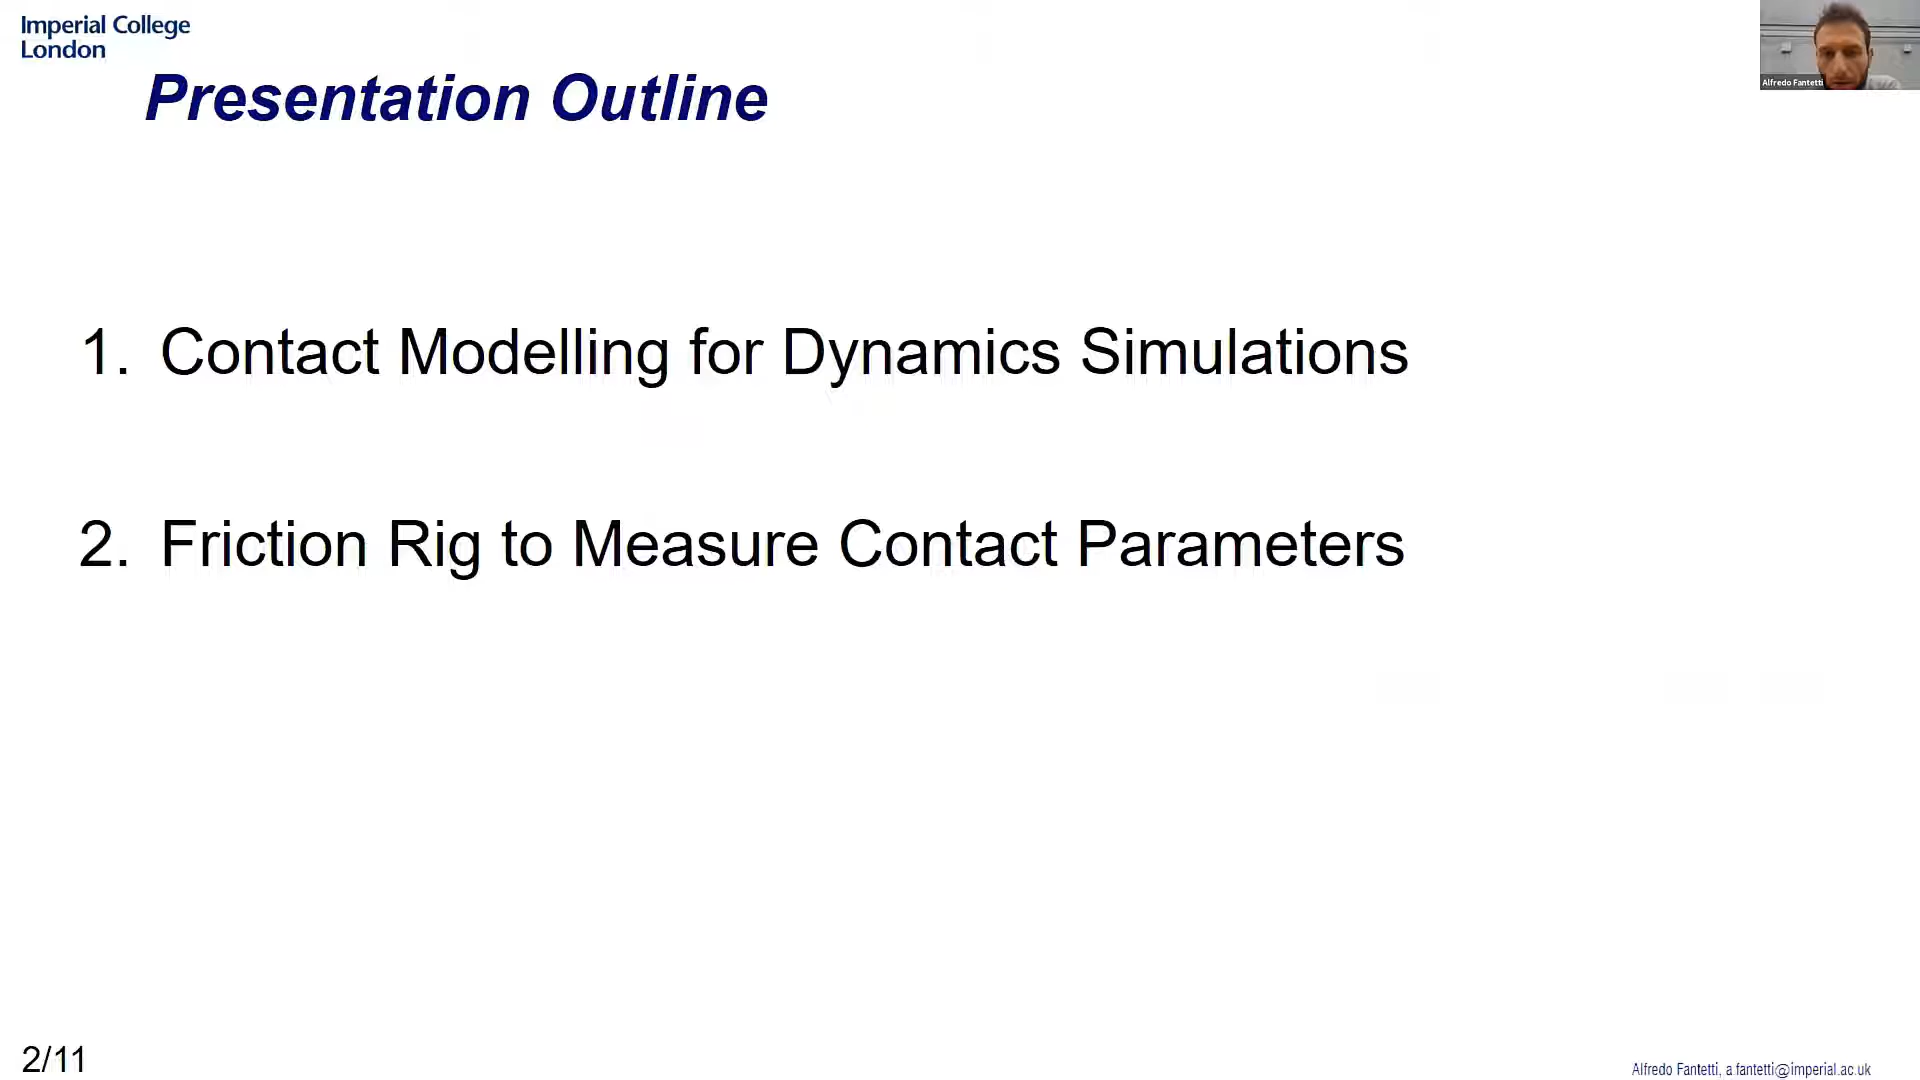 Imperial College
London
Presentation Outline
Alfredo Fantetti
1. Contact Modelling for Dynamics Simulations
2. Friction Rig to Measure Contact Parameters
2/11
Alfredo Fantetti, a.fantetti@imperial.ac.uk